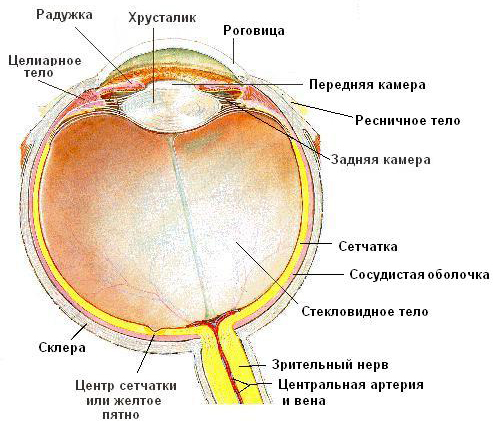 Радужка
Хрусталик
Роговица
Целиарное
тело
Передняя камера
Ресничное тело
Задняя камера
Сетчатка
Сосудистая оболочка
Стекловидное тело
Склера
Зрительный нерв
Центр сетчатки
или желтое
пятно
Центральная артерия
и вена